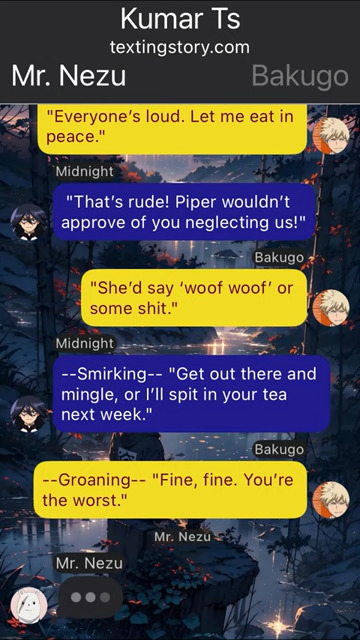 Kumar Ts
textingstory.com
Mr. Nezu Bakugo
"Everyone's loud. Let me eat in
peace."
Midnight
"That's rude! Piper wouldn't
approve of you neglecting us!"
Bakugo
"She'd say ‘woof woof’ or
some shit."
Midnight
--Smirking-- "Get out there and
mingle, or I'll spit in your tea
next week."
Bakugo
--Groaning-- "Fine, fine. You're
the worst."
Mr. Nezu
Mr. Nezu